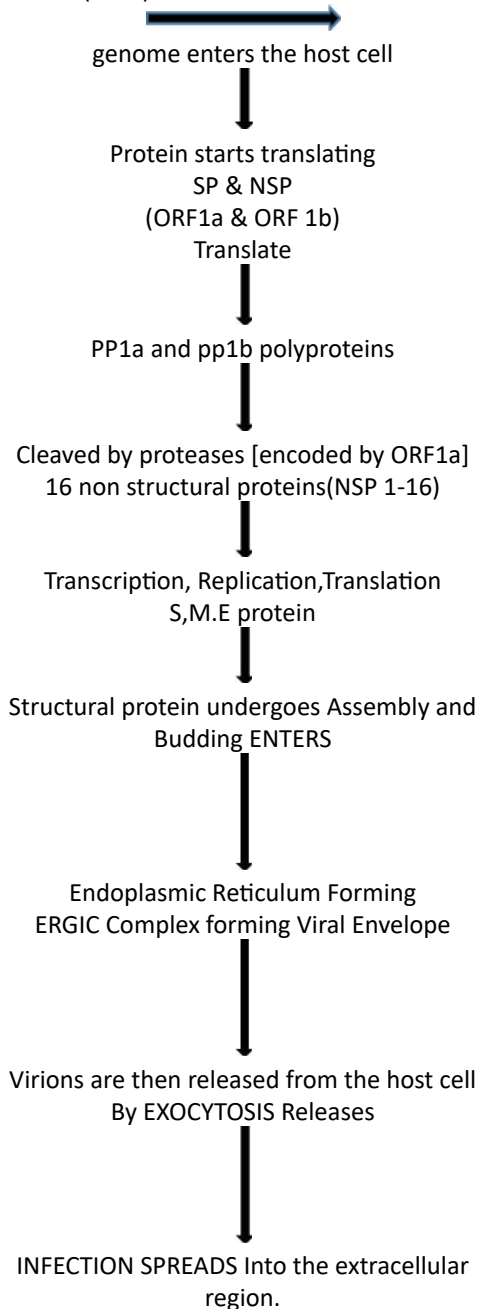 genome enters the host cell
Protein starts translating
SP & NSP
(ORF1a & ORF 1b)
Translate
PP1a and pp1b polyproteins
Cleaved by proteases [encoded by ORF1a]
16 non structural proteins(NSP 1-16)
Transcription, Replication,Translation
S,M.E protein
Structural protein undergoes Assembly and
Budding ENTERS
Endoplasmic Reticulum Forming
ERGIC Complex forming Viral Envelope
Virions are then released from the host cell
By EXOCYTOSIS Releases
INFECTION SPREADS Into the extracellular
region.